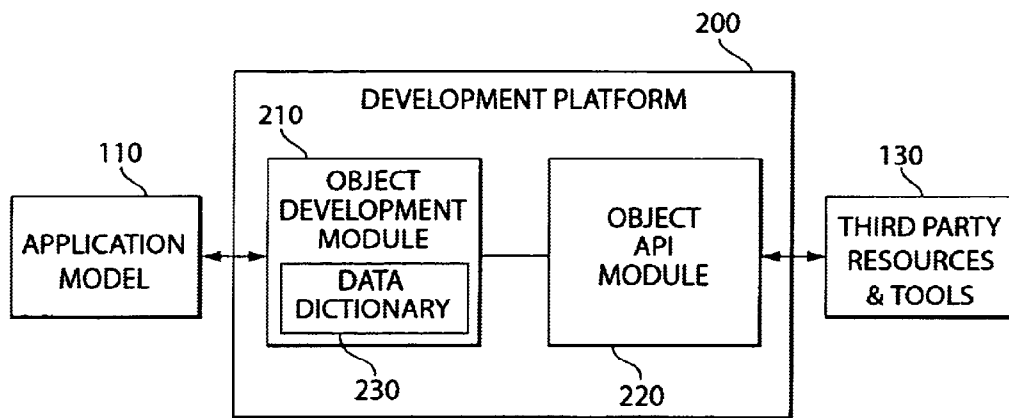 200
DEVELOPMENT PLATFORM
210
110
130
OBJECT
DEVELOPMENT
MODULE
DATA
DICTIONARY
230
APPLICATION
MODEL
OBJECT
API
MODULE
220
THIRD PARTY
RESOURCES
& TOOLS